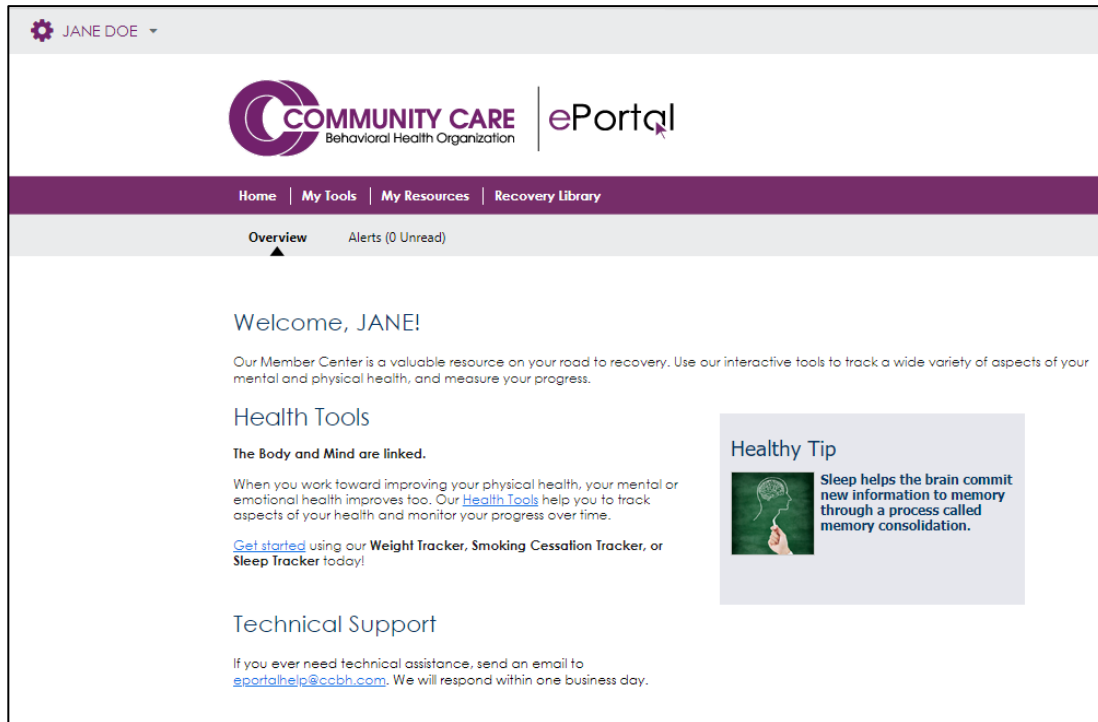 JANE DOE
COMMUNITY CARE
Behavioral Health Organization
ePortal
Home | My Tools | My Resources | Recovery Library
Overview Alerts (0 Unread)
Welcome, JANE!
Our Member Center is a valuable resource on your road to recovery. Use our interactive tools to track a wide variety of aspects of your
mental and physical health, and measure your progress.
Health Tools
The Body and Mind are linked.
When you work toward improving your physical health, your mental or
emotional health improves too. Our Health Tools help you to track
aspects of your health and monitor your progress over time.
Get started using our Weight Tracker, Smoking Cessation Tracker, or
Sleep Tracker today!
Healthy Tip
Sleep helps the brain commit
new information to memory
through a process called
memory consolidation.
Technical Support
If you ever need technical assistance, send an email to
eportalhelp@ccbh.com. We will respond within one business day.